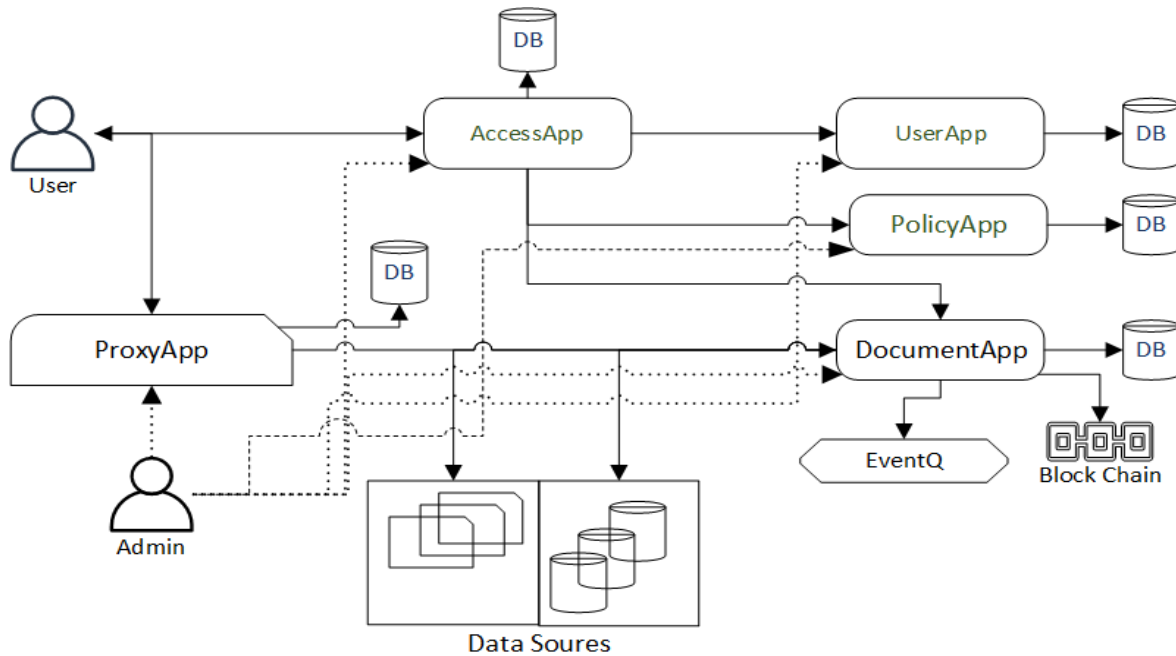 DB
AccessApp
UserApp
DB
User
PolicyApp
DB
DB
ProxyApp
DocumentApp
DB
EventQ
Block Chain
Admin
Data Soures